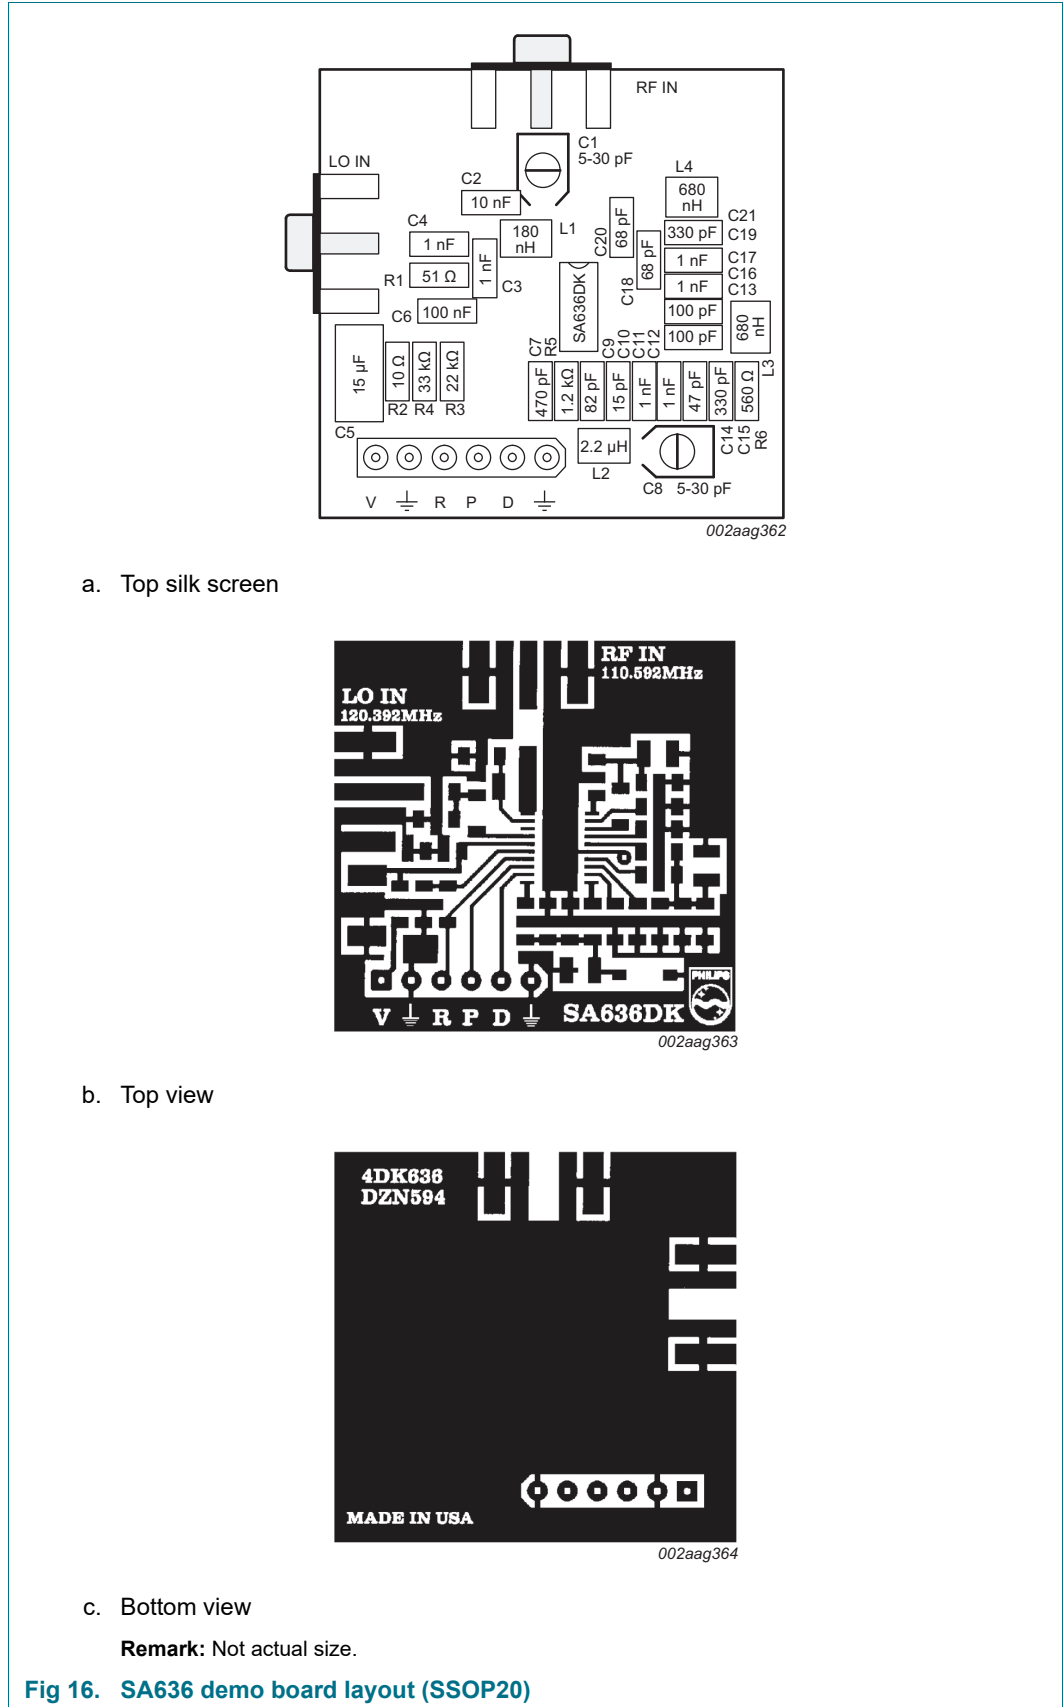 RF IN
C1
5-30 pF
LO IN
L4
C2
680
nH
10 nF
C21
C4
180
nH
L1
C20
68 pF
330 pF
C19
1 nF
1 nF
68 pF
1 nF
C17
C16
R1
51 Ω
C3
C18
1 nF
C13
SA636DK
C6
100 nF
100 pF
680
nH
100 pF
C7
R5
C9
C10
C11
C12
L3
15 µF
10 Ω
33 kΩ
22 kΩ
470 pF
1.2 kΩ
82 pF
15 pF
1 nF
1 nF
47 pF
330 pF
560 Ω
R2
R4
R3
C5
2.2 µH
C14
C15
R6
L2
C8
5-30 pF
V
R
P
D
002aag362
a. Top silk screen
RF IN
110.592MHz
LO IN
120.392MHz
PHILIPS
V R P D
SA636DK
002aag363
b. Top view
4DK636
DZN594
MADE IN USA
002aag364
c. Bottom view
Remark: Not actual size.
Fig 16. SA636 demo board layout (SSOP20)